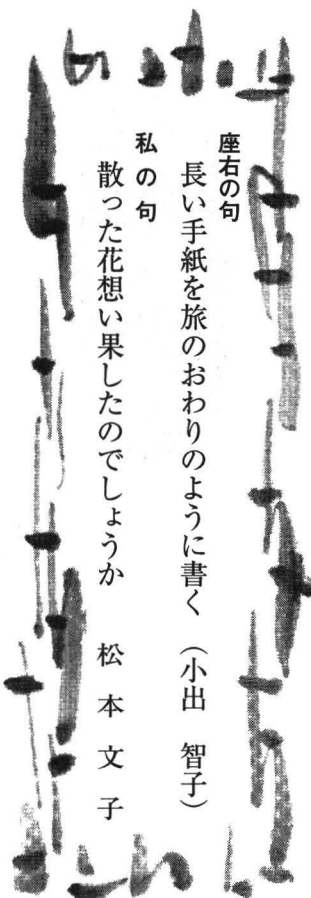 座右の句
長い手紙を旅のおわりのように書く （小出 智子）
私の句
散った花想い果したのでしょうか 松本文子